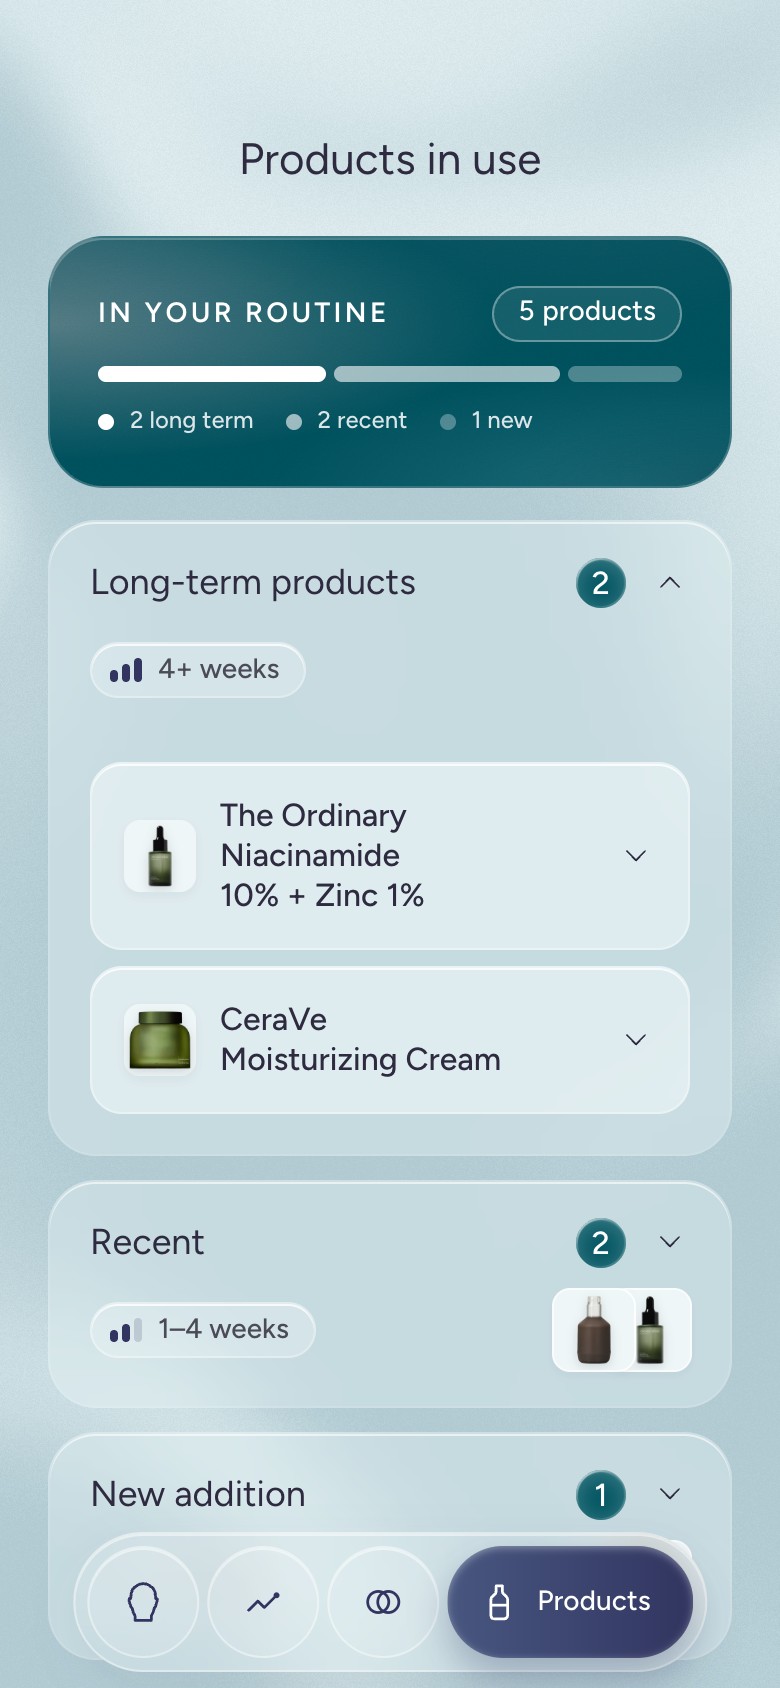 Products in use
IN YOUR ROUTINE
5 products
2 long term
2 recent
1 new
Long-term products
2
4+ weeks
The Ordinary
Niacinamide
10% + Zinc 1%
CeraVe
Moisturizing Cream
Recent
2
1–4 weeks
New addition
1
Products